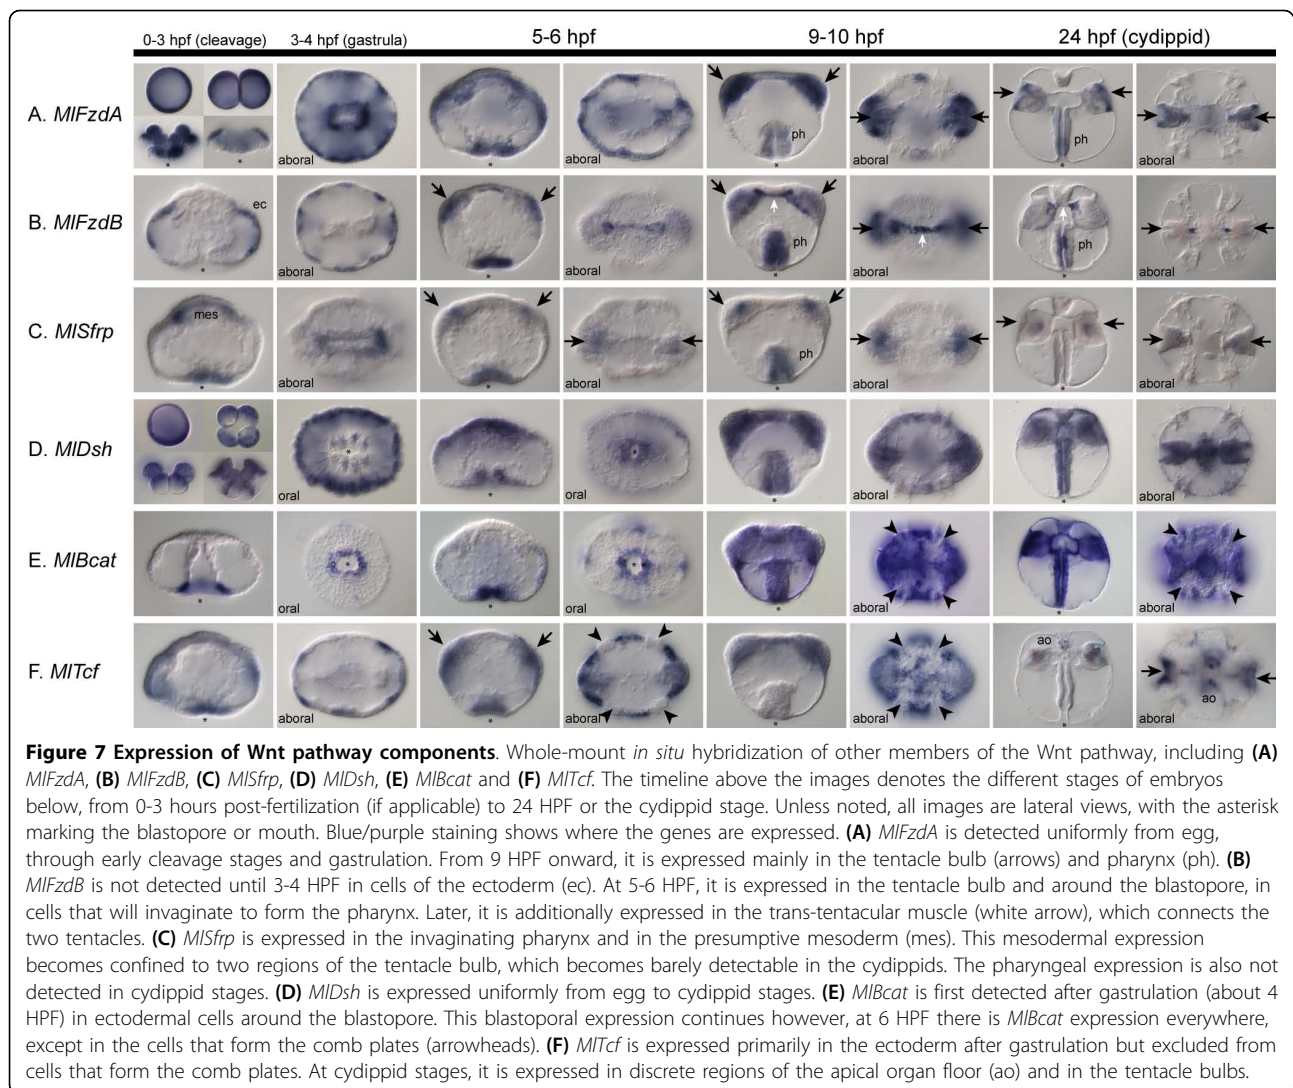 0-3 hpf (cleavage) 3-4 hpf (gastrula) 5-6 hpf 9-10 hpf 24 hpf (cydippid)
A. MlFzdA
* * aboral * aboral ph * aboral ph * aboral
B. MlFzdB
ec * aboral * aboral ph * aboral ph * aboral
C. MlSfrp
mes * aboral * aboral ph * aboral * aboral
D. MlDsh
* * oral * * oral * * aboral * aboral
E. MlBcat
* oral * * oral * * aboral * aboral
F. MlTcf
* aboral * aboral * aboral ao * ao aboral
Figure 7 Expression of Wnt pathway components. Whole-mount in situ hybridization of other members of the Wnt pathway, including (A)
MlFzdA, (B) MlFzdB, (C) MlSfrp, (D) MlDsh, (E) MlBcat and (F) MlTcf. The timeline above the images denotes the different stages of embryos
below, from 0-3 hours post-fertilization (if applicable) to 24 HPF or the cydippid stage. Unless noted, all images are lateral views, with the asterisk
marking the blastopore or mouth. Blue/purple staining shows where the genes are expressed. (A) MlFzdA is detected uniformly from egg,
through early cleavage stages and gastrulation. From 9 HPF onward, it is expressed mainly in the tentacle bulb (arrows) and pharynx (ph). (B)
MlFzdB is not detected until 3-4 HPF in cells of the ectoderm (ec). At 5-6 HPF, it is expressed in the tentacle bulb and around the blastopore, in
cells that will invaginate to form the pharynx. Later, it is additionally expressed in the trans-tentacular muscle (white arrow), which connects the
two tentacles. (C) MlSfrp is expressed in the invaginating pharynx and in the presumptive mesoderm (mes). This mesodermal expression
becomes confined to two regions of the tentacle bulb, which becomes barely detectable in the cydippids. The pharyngeal expression is also not
detected in cydippid stages. (D) MlDsh is expressed uniformly from egg to cydippid stages. (E) MlBcat is first detected after gastrulation (about 4
HPF) in ectodermal cells around the blastopore. This blastoporal expression continues however, at 6 HPF there is MlBcat expression everywhere,
except in the cells that form the comb plates (arrowheads). (F) MlTcf is expressed primarily in the ectoderm after gastrulation but excluded from
cells that form the comb plates. At cydippid stages, it is expressed in discrete regions of the apical organ floor (ao) and in the tentacle bulbs.